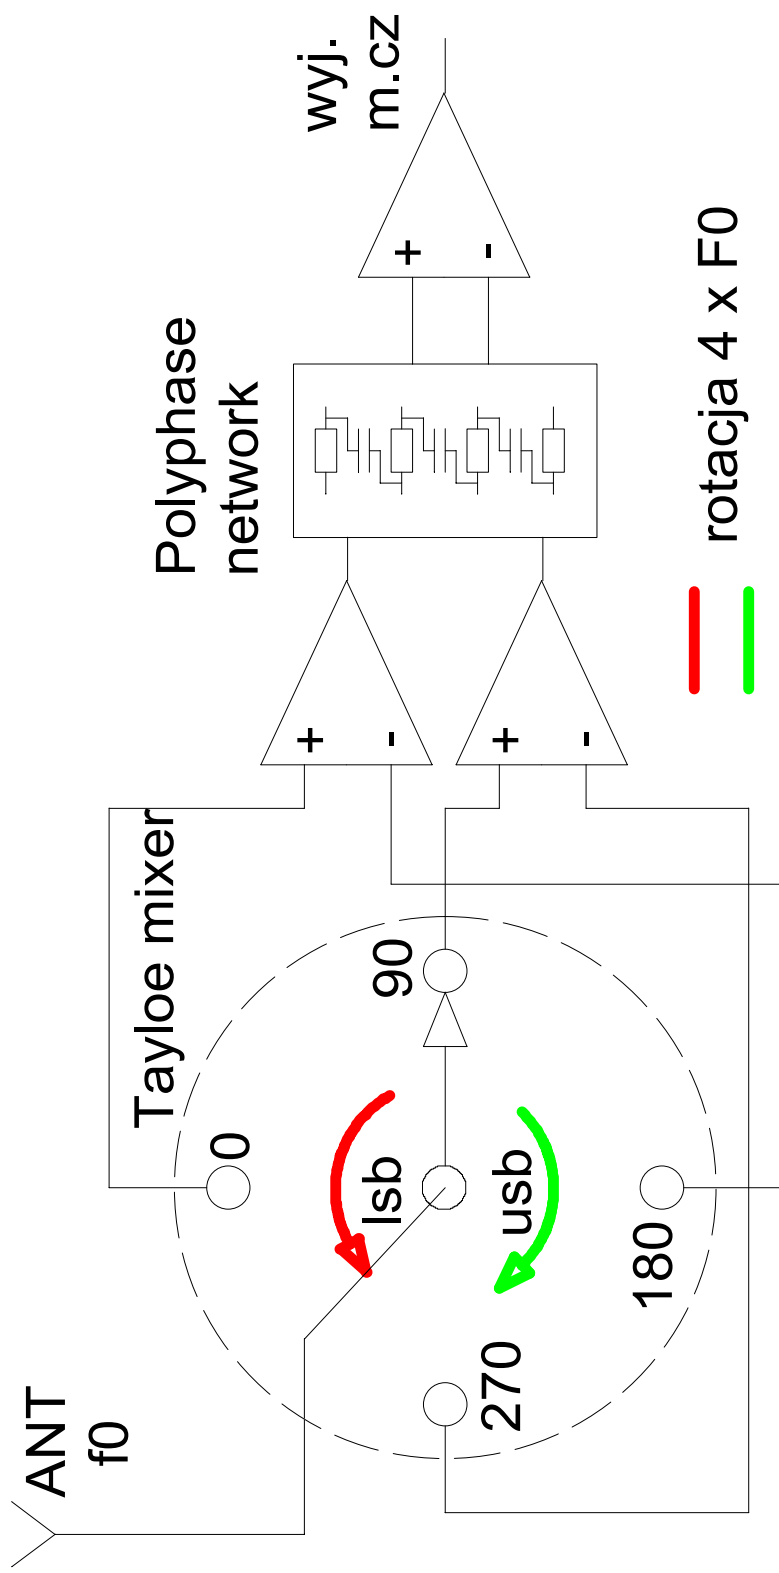 ANT
f0
Tayloe mixer
0
90
180
270
lsb
usb
+
-
+
-
Polyphase
network
+
-
wyj.
m.cz
rotacja 4 x F0